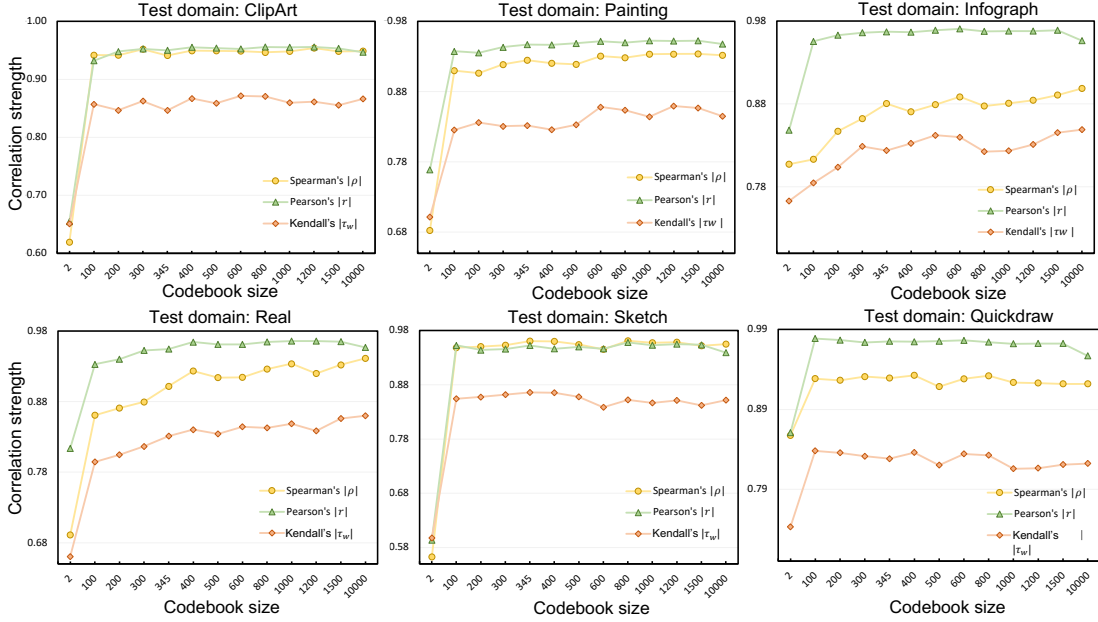 Test domain: ClipArt
Correlation strength
1.00
0.90
0.80
0.70
0.60
Spearman's |ρ|
Pearson's |r|
Kendall's |τw|
2 100 200 300 345 400 500 600 800 1000 1200 1500 10000
Codebook size
Test domain: Painting
0.98
0.88
0.78
0.68
Spearman's |ρ|
Pearson's |r|
Kendall's |τw |
2 100 200 300 345 400 500 600 800 1000 1200 1500 10000
Codebook size
Test domain: Infograph
0.98
0.88
0.78
Spearman's |ρ|
Pearson's |r|
Kendall's |τw |
2 100 200 300 345 400 500 600 800 1000 1200 1500 10000
Codebook size
Test domain: Real
Correlation strength
0.98
0.88
0.78
0.68
Spearman's |ρ|
Pearson's |r|
Kendall's |τw|
2 100 200 300 345 400 500 600 800 1000 1200 1500 10000
Codebook size
Test domain: Sketch
0.98
0.88
0.78
0.68
0.58
Spearman's |ρ|
Pearson's |r|
Kendall's |τw|
2 100 200 300 345 400 500 600 800 1000 1200 1500 10000
Codebook size
Test domain: Quickdraw
0.99
0.89
0.79
Spearman's |ρ|
Pearson's |r|
Kendall's |
|τw|
2 100 200 300 345 400 500 600 800 1000 1200 1500 10000
Codebook size